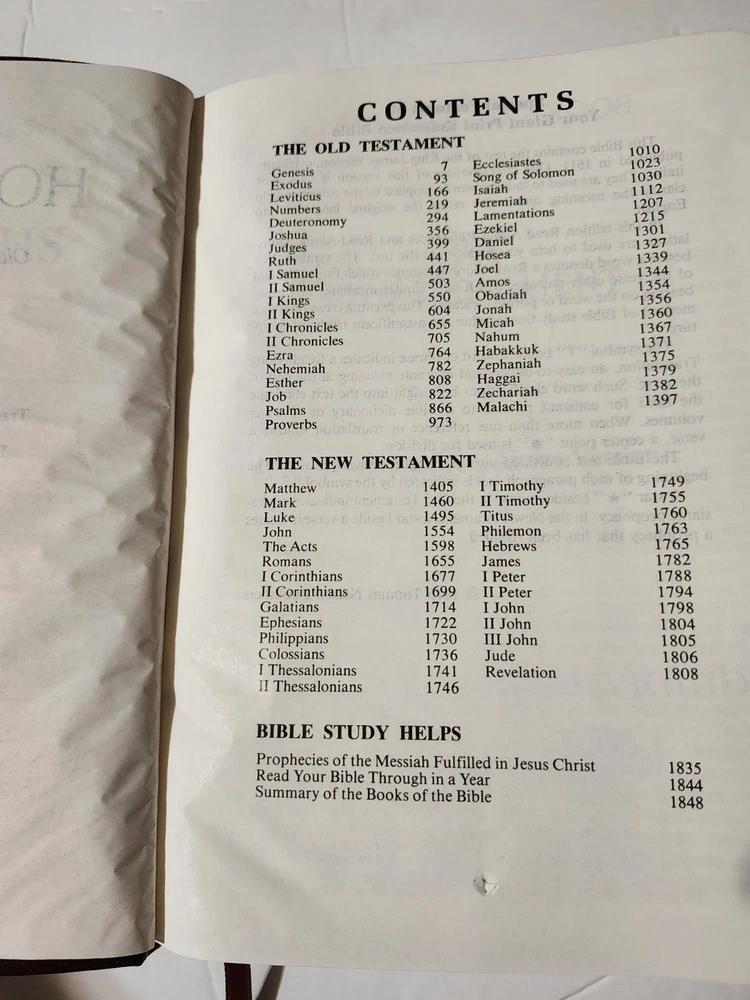 CONTENTS
THE OLD TESTAMENT
Genesis 7
Exodus 93
Leviticus 166
Numbers 219
Deuteronomy 294
Joshua 356
Judges 399
Ruth 441
I Samuel 447
II Samuel 503
I Kings 550
II Kings 604
I Chronicles 655
II Chronicles 705
Ezra 764
Nehemiah 782
Esther 808
Job 822
Psalms 866
Proverbs 973
Ecclesiastes 1010
Song of Solomon 1023
Isaiah 1030
Jeremiah 1112
Lamentations 1207
Ezekiel 1215
Daniel 1301
Hosea 1327
Joel 1339
Amos 1344
Obadiah 1354
Jonah 1356
Micah 1360
Nahum 1367
Habakkuk 1371
Zephaniah 1375
Haggai 1379
Zechariah 1382
Malachi 1397
THE NEW TESTAMENT
Matthew 1405
Mark 1460
Luke 1495
John 1554
The Acts 1598
Romans 1655
I Corinthians 1677
II Corinthians 1699
Galatians 1714
Ephesians 1722
Philippians 1730
Colossians 1736
I Thessalonians 1741
II Thessalonians 1746
I Timothy 1749
II Timothy 1755
Titus 1760
Philemon 1763
Hebrews 1765
James 1782
I Peter 1788
II Peter 1794
I John 1798
II John 1804
III John 1805
Jude 1806
Revelation 1808
BIBLE STUDY HELPS
Prophecies of the Messiah Fulfilled in Jesus Christ 1835
Read Your Bible Through in a Year 1844
Summary of the Books of the Bible 1848